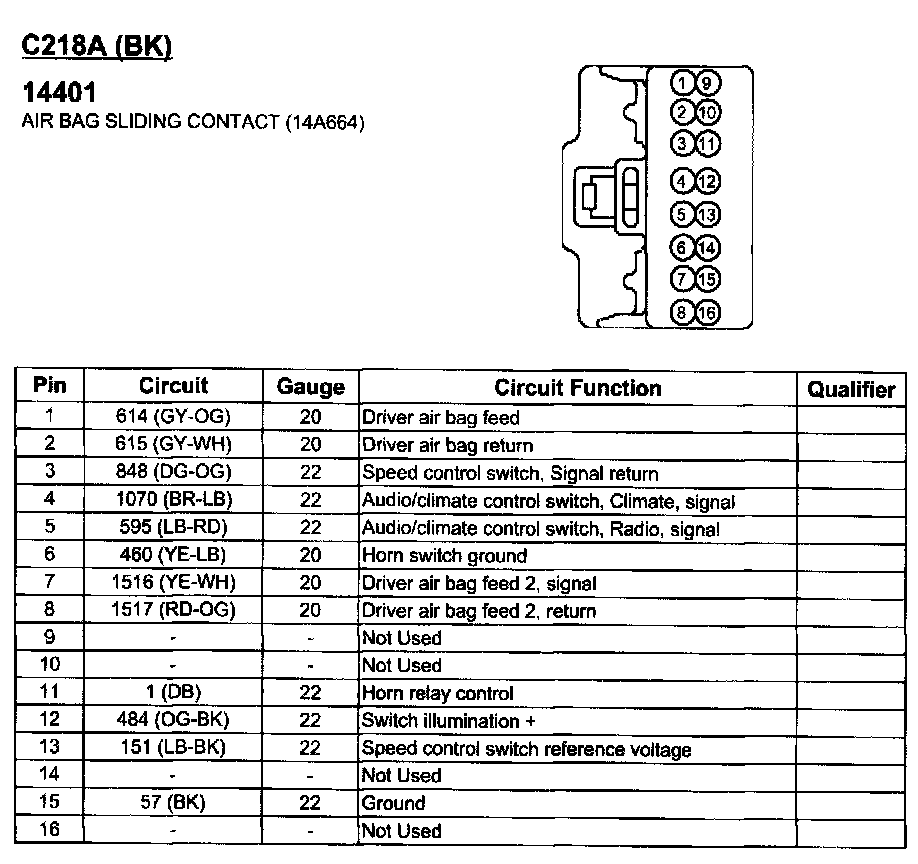 C218A (BK)
14401
AIR BAG SLIDING CONTACT (14A664)
1 9
2 10
3 11
4 12
5 13
6 14
7 15
8 16
Pin Circuit Gauge Circuit Function Qualifier
1 614 (GY-OG) 20 Driver air bag feed
2 615 (GY-WH) 20 Driver air bag return
3 848 (DG-OG) 22 Speed control switch, Signal return
4 1070 (BR-LB) 22 Audio/climate control switch, Climate, signal
5 595 (LB-RD) 22 Audio/climate control switch, Radio, signal
6 460 (YE-LB) 20 Horn switch ground
7 1516 (YE-WH) 20 Driver air bag feed 2, signal
8 1517 (RD-OG) 20 Driver air bag feed 2, return
9 - - Not Used
10 - - Not Used
11 1 (DB) 22 Horn relay control
12 484 (OG-BK) 22 Switch illumination +
13 151 (LB-BK) 22 Speed control switch reference voltage
14 - - Not Used
15 57 (BK) 22 Ground
16 - - Not Used